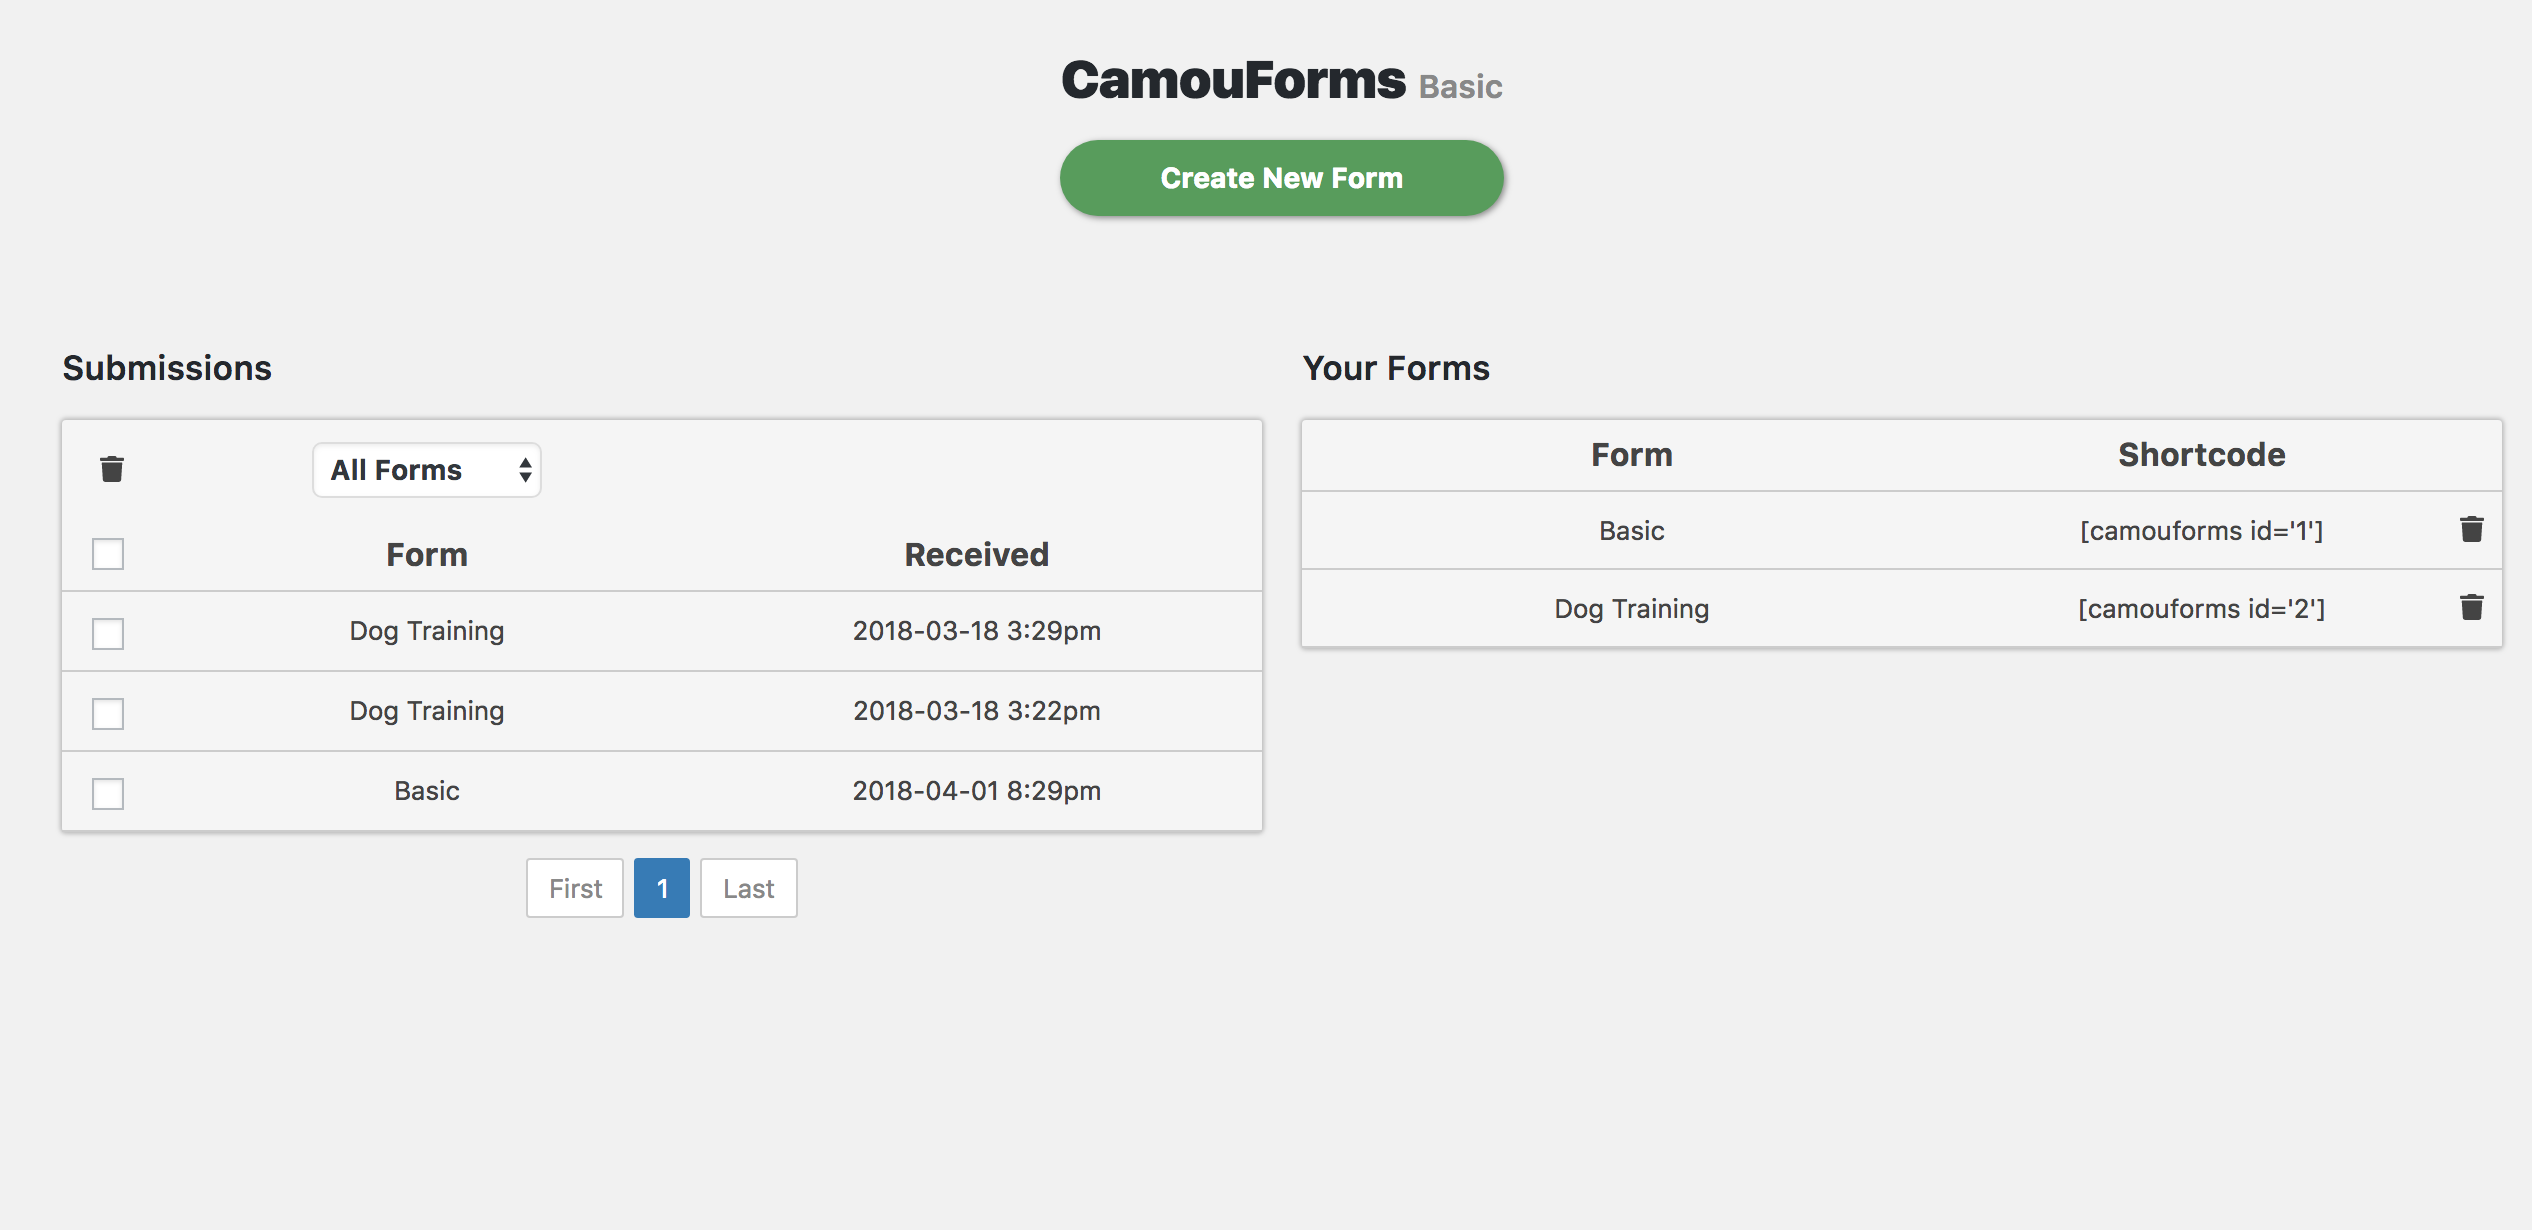 CamouForms Basic
Create New Form
Submissions
All Forms
Form Received
Dog Training 2018-03-18 3:29pm
Dog Training 2018-03-18 3:22pm
Basic 2018-04-01 8:29pm
First 1 Last
Your Forms
Form Shortcode
Basic [camouforms id='1']
Dog Training [camouforms id='2']